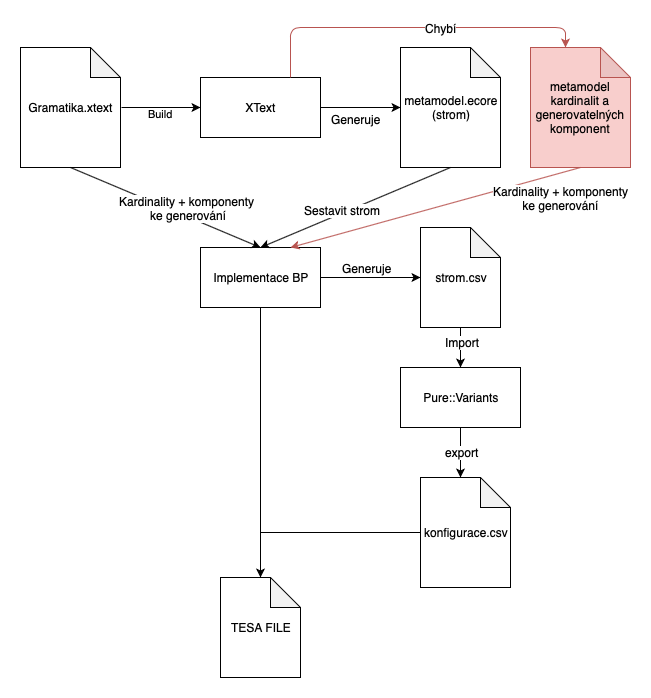 Chybí
Gramatika.xtext
Build
XText
Generuje
metamodel.ecore
(strom)
metamodel
kardinalit a
generovatelných
komponent
Kardinality + komponenty
ke generování
Sestavit strom
Kardinality + komponenty
ke generování
Implementace BP
Generuje
strom.csv
Import
Pure::Variants
export
konfigurace.csv
TESA FILE